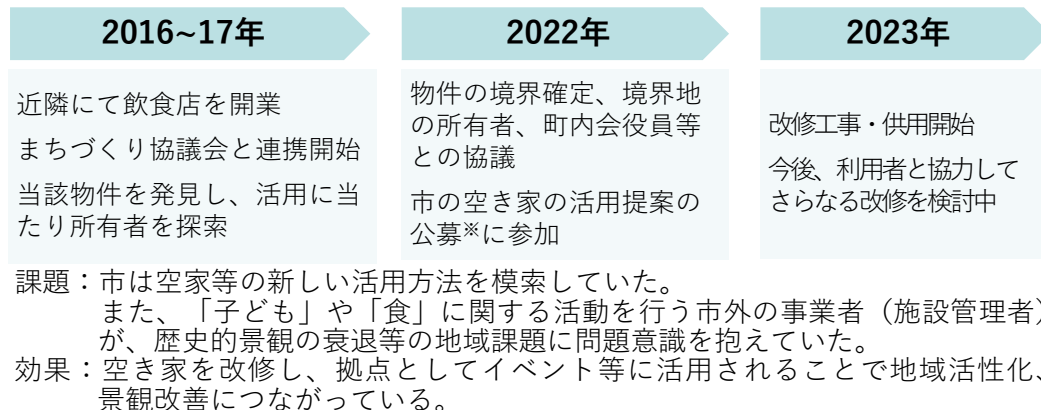 2016~17年
近隣にて飲食店を開業
まちづくり協議会と連携開始
当該物件を発見し、活用に当
たり所有者を探索
2022年
物件の境界確定、境界地
の所有者、町内会役員等
との協議
市の空き家の活用提案の
公募※に参加
2023年
改修工事・供用開始
今後、利用者と協力して
さらなる改修を検討中
課題：市は空家等の新しい活用方法を模索していた。
また、「子ども」や「食」に関する活動を行う市外の事業者（施設管理者）
が、歴史的景観の衰退等の地域課題に問題意識を抱えていた。
効果：空き家を改修し、拠点としてイベント等に活用されることで地域活性化、
景観改善につながっている。